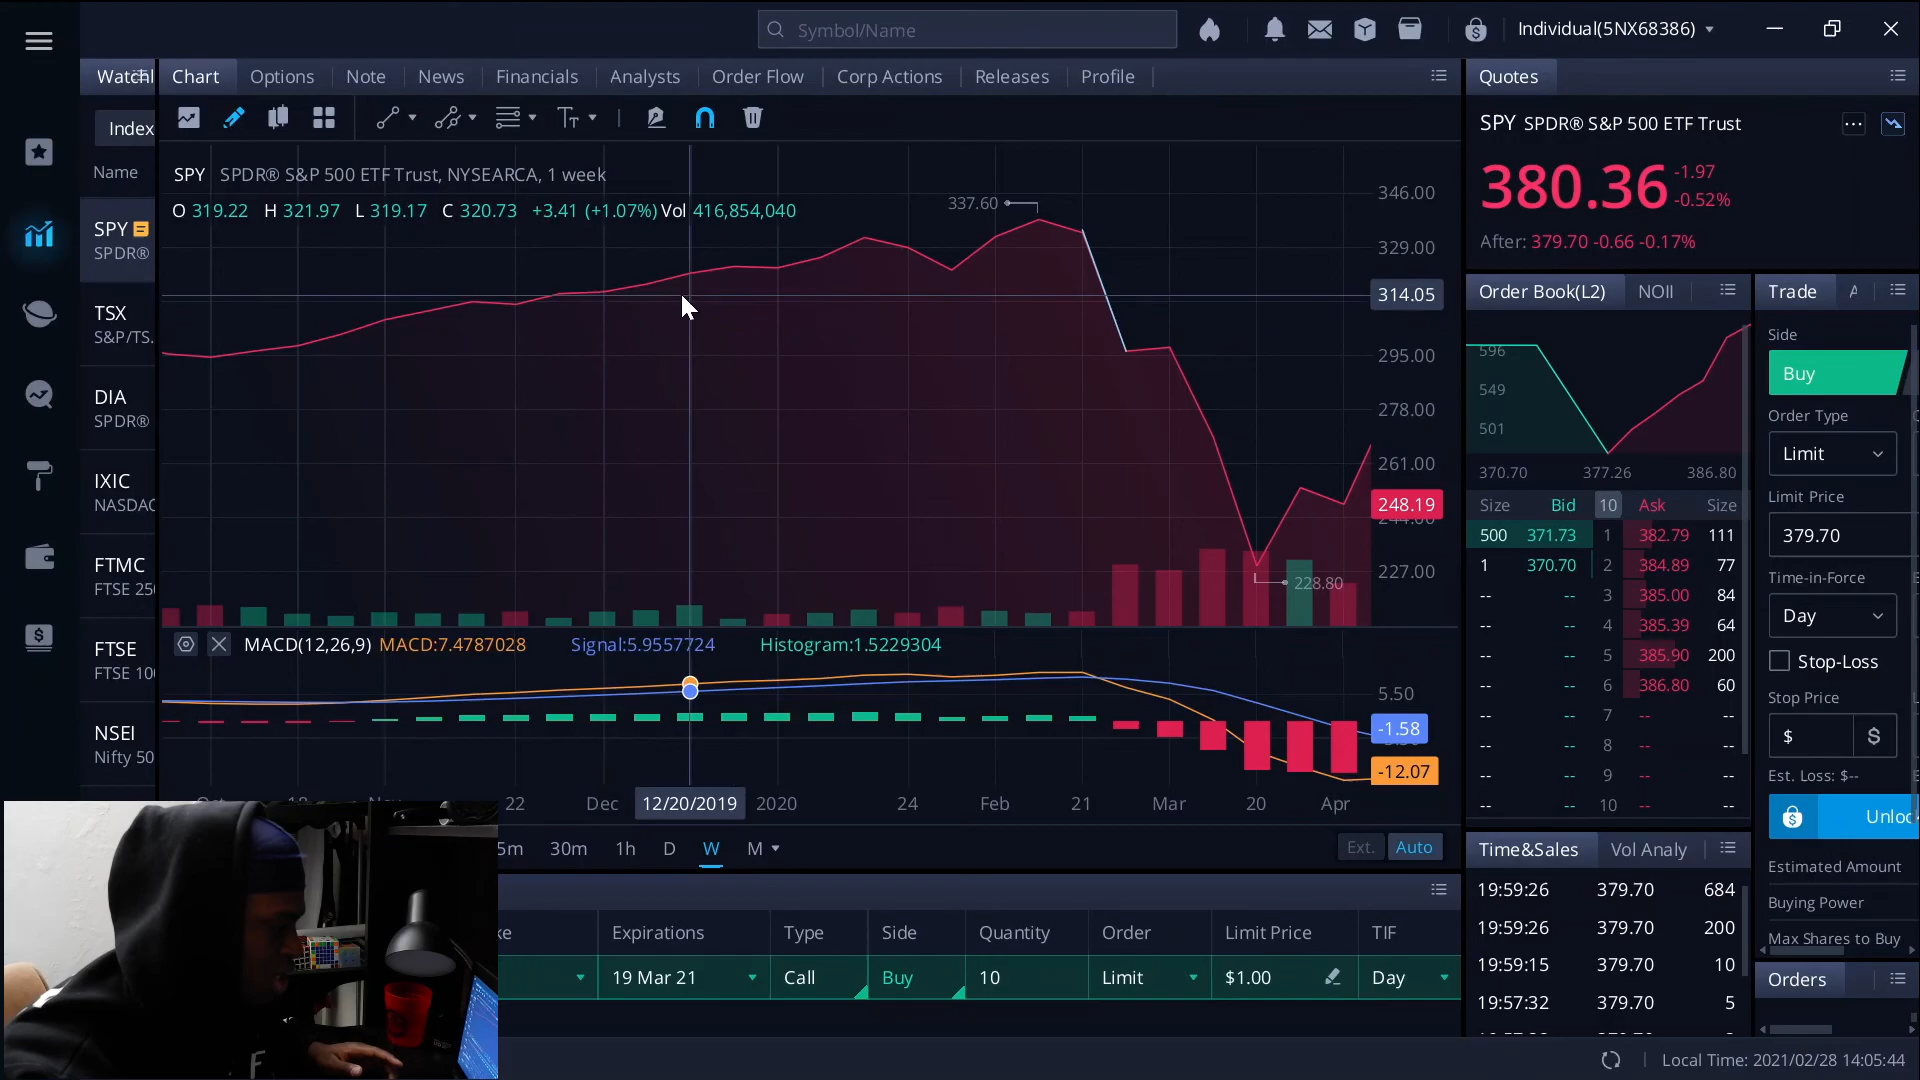 Symbol/Name
Individual(5NX68386)
Chart Options Note News Financials Analysts Order Flow Corp Actions Releases Profile
Index
Name
SPY
SPDR®
TSX
S&P/TS.
DIA
SPDR®
IXIC
NASDAC
FTMC
FTSE 250
FTSE
FTSE 100
NSEI
Nifty 50
SPY SPDR® S&P 500 ETF Trust, NYSEARCA, 1 week
O 319.22 H 321.97 L 319.17 C 320.73 +3.41 (+1.07%) Vol 416,854,040
337.60
346.00
329.00
314.05
295.00
278.00
261.00
248.19
244.00
227.00
228.80
MACD(12,26,9) MACD:7.4787028 Signal:5.9557724 Histogram:1.5229304
5.50
-1.58
-12.07
22 Dec 12/20/2019 2020 24 Feb 21 Mar 20 Apr
5m 30m 1h D W M
Ext. Auto
Expirations Type Side Quantity Order Limit Price TIF
19 Mar 21 Call Buy 10 Limit $1.00 Day
Quotes
SPY SPDR® S&P 500 ETF Trust
380.36 -1.97
-0.52%
After: 379.70 -0.66 -0.17%
Order Book(L2) NOII
596
549
501
370.70 377.26 386.80
Size Bid 10 Ask Size
500 371.73 1 382.79 111
1 370.70 2 384.89 77
-- -- 3 385.00 84
-- -- 4 385.39 64
-- -- 5 385.90 200
-- -- 6 386.80 60
-- -- 7 -- --
-- -- 8 -- --
-- -- 9 -- --
-- -- 10 -- --
Time&Sales Vol Analy
19:59:26 379.70 684
19:59:26 379.70 200
19:59:15 379.70 10
19:57:32 379.70 5
Trade
Side
Buy
Order Type
Limit
Limit Price
379.70
Time-in-Force
Day
Stop-Loss
Stop Price
$ $
Est. Loss: $--
Unloc
Estimated Amount
Buying Power
Max Shares to Buy
Orders
Local Time: 2021/02/28 14:05:44